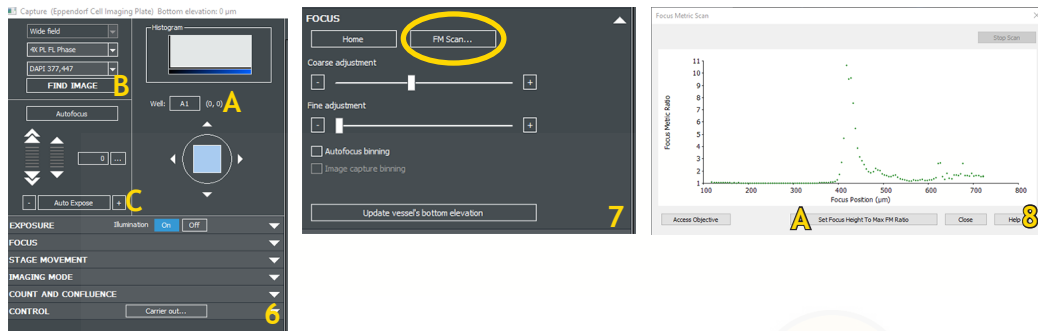 Capture (Eppendorf Cell Imaging Plate) Bottom elevation: 0 µm
Wide field
4X PL FL Phase
DAPI 377,447
FIND IMAGE
B
Autofocus
0
...
- Auto Expose +
C
Histogram
Well: A1 (0, 0)
A
EXPOSURE Illumination On Off
FOCUS
STAGE MOVEMENT
IMAGING MODE
COUNT AND CONFLUENCE
CONTROL Carrier out...
6
FOCUS
Home FM Scan...
Coarse adjustment
- +
Fine adjustment
- +
Autofocus binning
Image capture binning
Update vessel's bottom elevation
7
Focus Metric Scan
Stop Scan
Focus Metric Ratio
11
10
9
8
7
6
5
4
3
2
1
100 200 300 400 500 600 700 800
Focus Position (µm)
Access Objective
A
Set Focus Height To Max FM Ratio
Close
Help
8